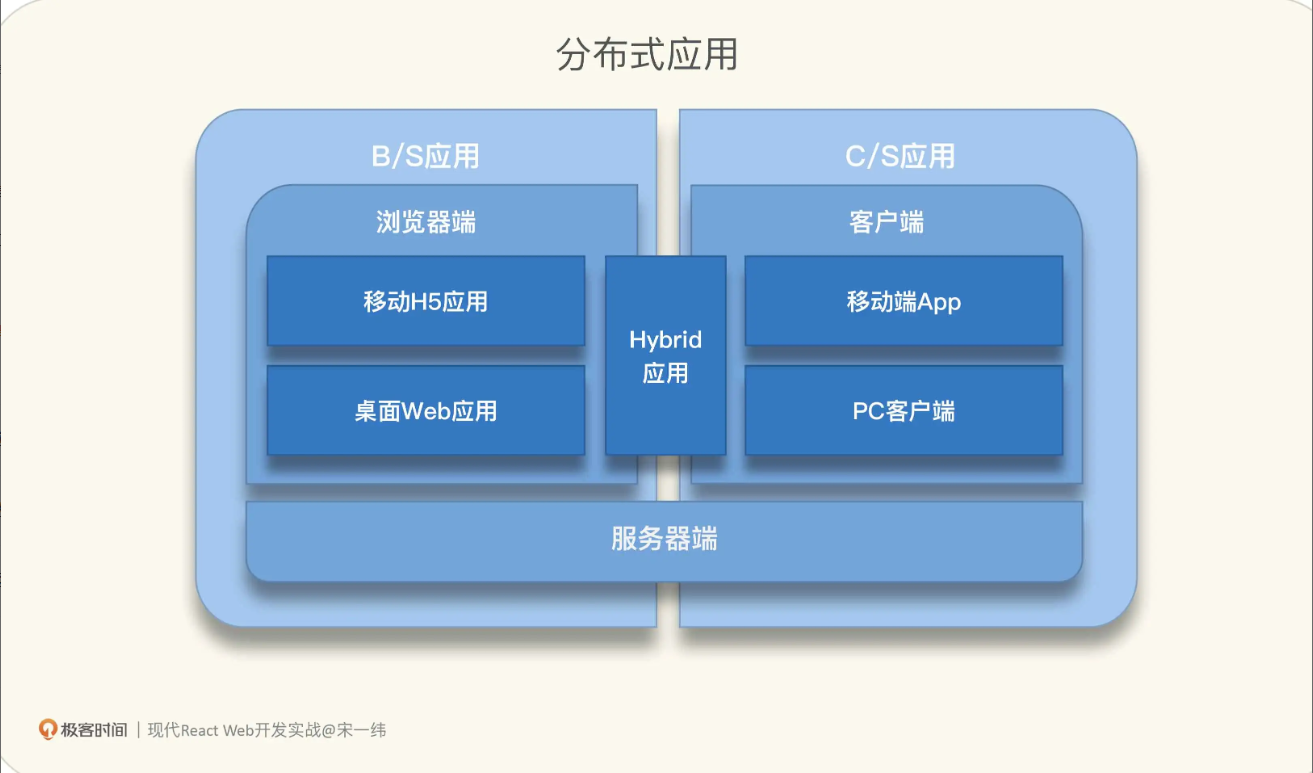 分布式应用
B/S应用
C/S应用
浏览器端
客户端
移动H5应用
桌面Web应用
Hybrid
应用
移动端App
PC客户端
服务器端
极客时间 | 现代React Web开发实战@宋一纬